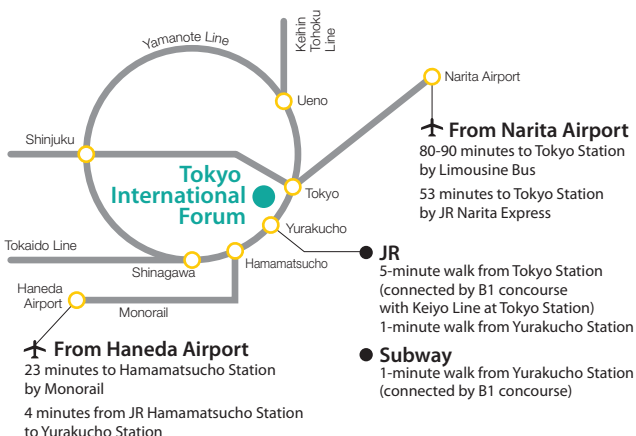 Yamanote Line
Keihin
Tohoku
Line
Narita Airport
Ueno
Shinjuku
From Narita Airport
80-90 minutes to Tokyo Station
by Limousine Bus
53 minutes to Tokyo Station
by JR Narita Express
Tokyo
International
Forum
Tokyo
Yurakucho
Tokaido Line
Shinagawa
Hamamatsucho
JR
5-minute walk from Tokyo Station
(connected by B1 concourse
with Keiyo Line at Tokyo Station)
1-minute walk from Yurakucho Station
Haneda
Airport
Monorail
From Haneda Airport
23 minutes to Hamamatsucho Station
by Monorail
4 minutes from JR Hamamatsucho Station
to Yurakucho Station
Subway
1-minute walk from Yurakucho Station
(connected by B1 concourse)